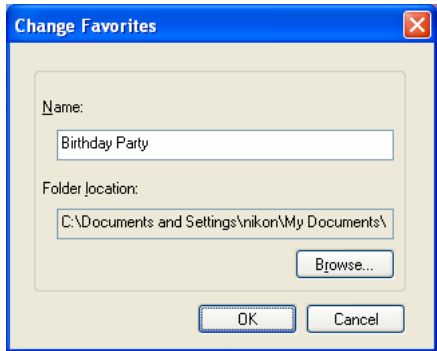 Change Favorites
Name:
Birthday Party
Folder location:
C:\Documents and Settings\nikon\My Documents\
Browse...
OK Cancel